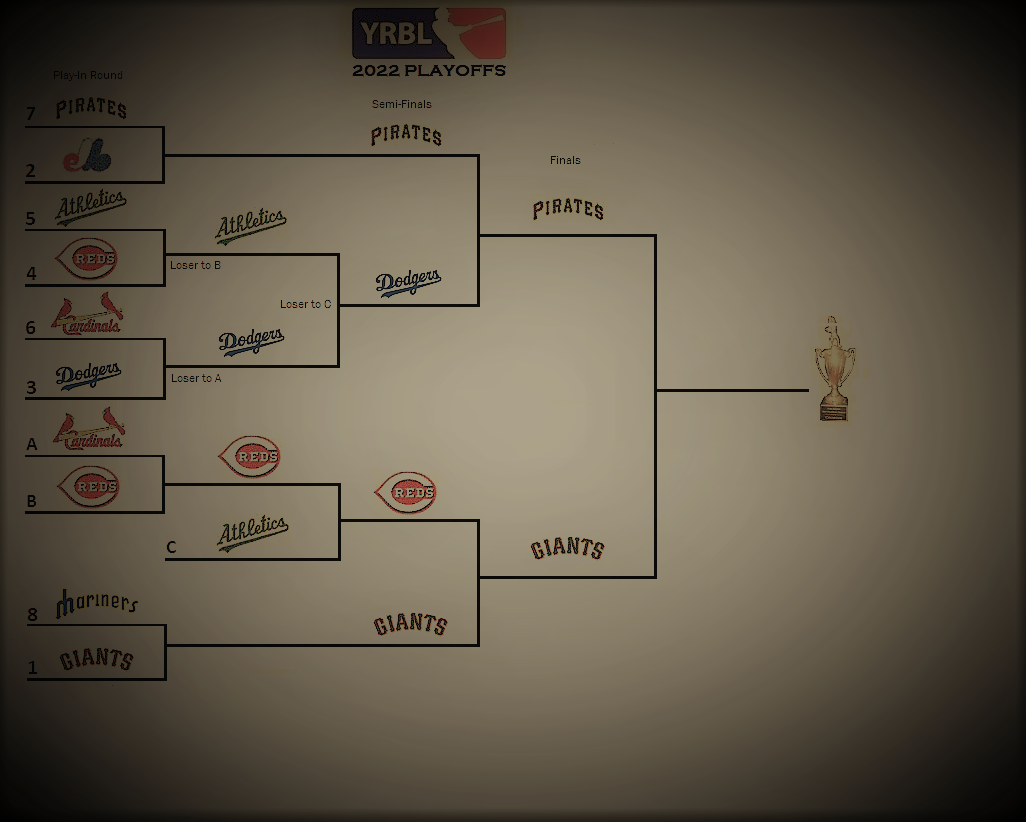 YRBL
2022 PLAYOFFS
Play-In Round
7 PIRATES
2
5 Athletics
4 REDS
6 Cardinals
3 Dodgers
A Cardinals
B REDS
8 mariners
1 GIANTS
Athletics
Loser to B
Dodgers
Loser to A
Loser to C
REDS
C Athletics
Semi-Finals
PIRATES
Dodgers
REDS
GIANTS
Finals
PIRATES
GIANTS